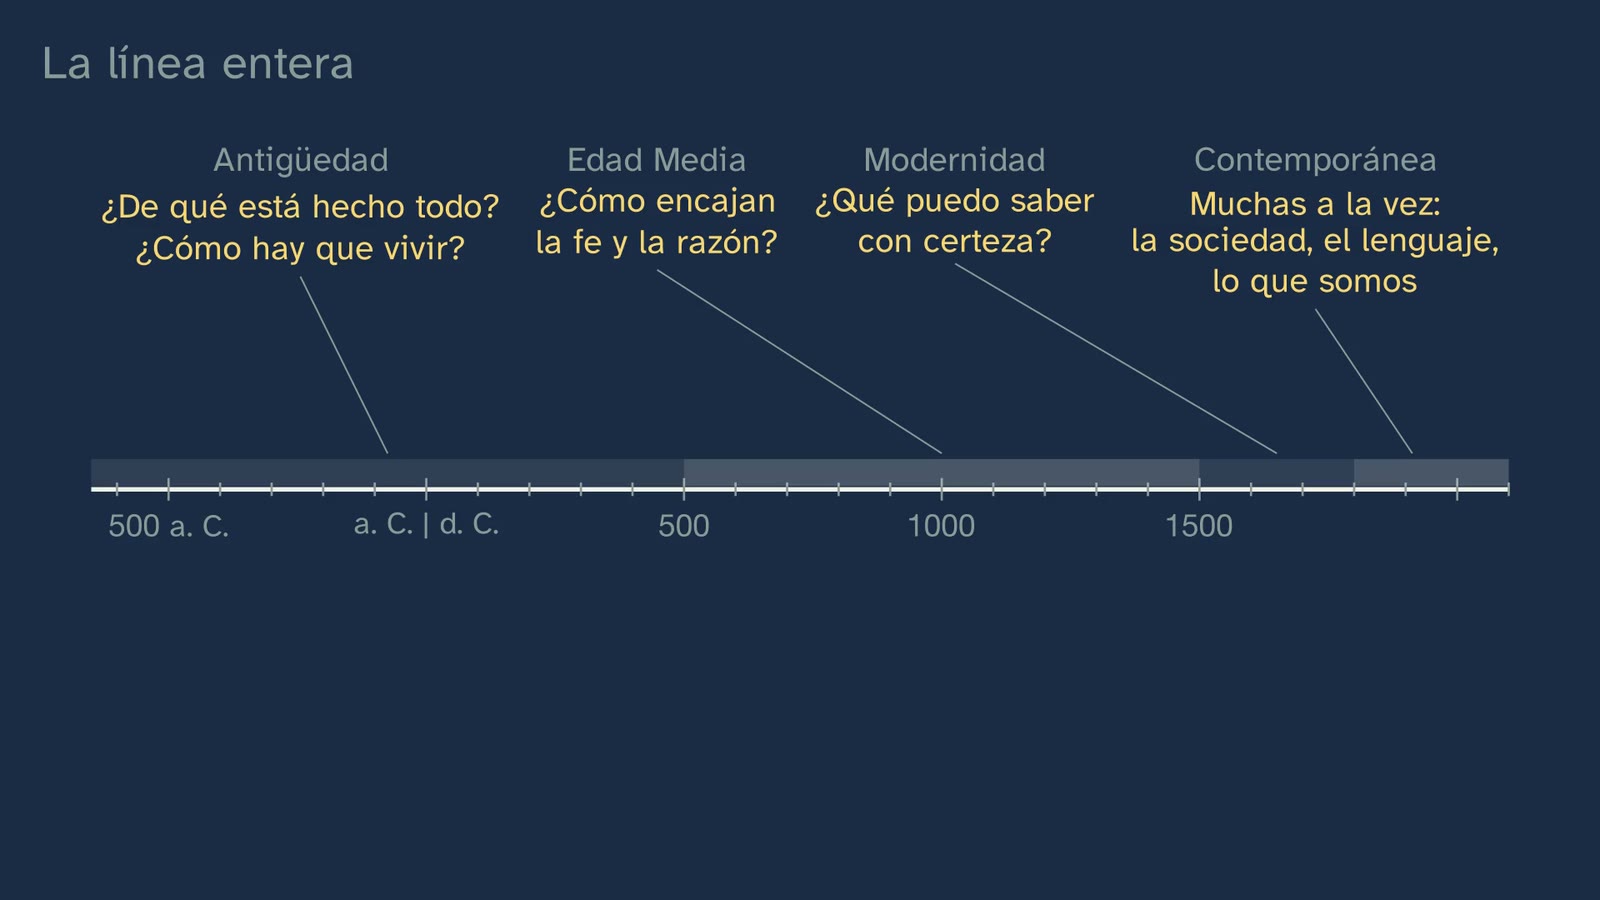 La línea entera
Antigüedad
¿De qué está hecho todo?
¿Cómo hay que vivir?
Edad Media
¿Cómo encajan
la fe y la razón?
Modernidad
¿Qué puedo saber
con certeza?
Contemporánea
Muchas a la vez:
la sociedad, el lenguaje,
lo que somos
500 a. C.
a. C. | d. C.
500
1000
1500